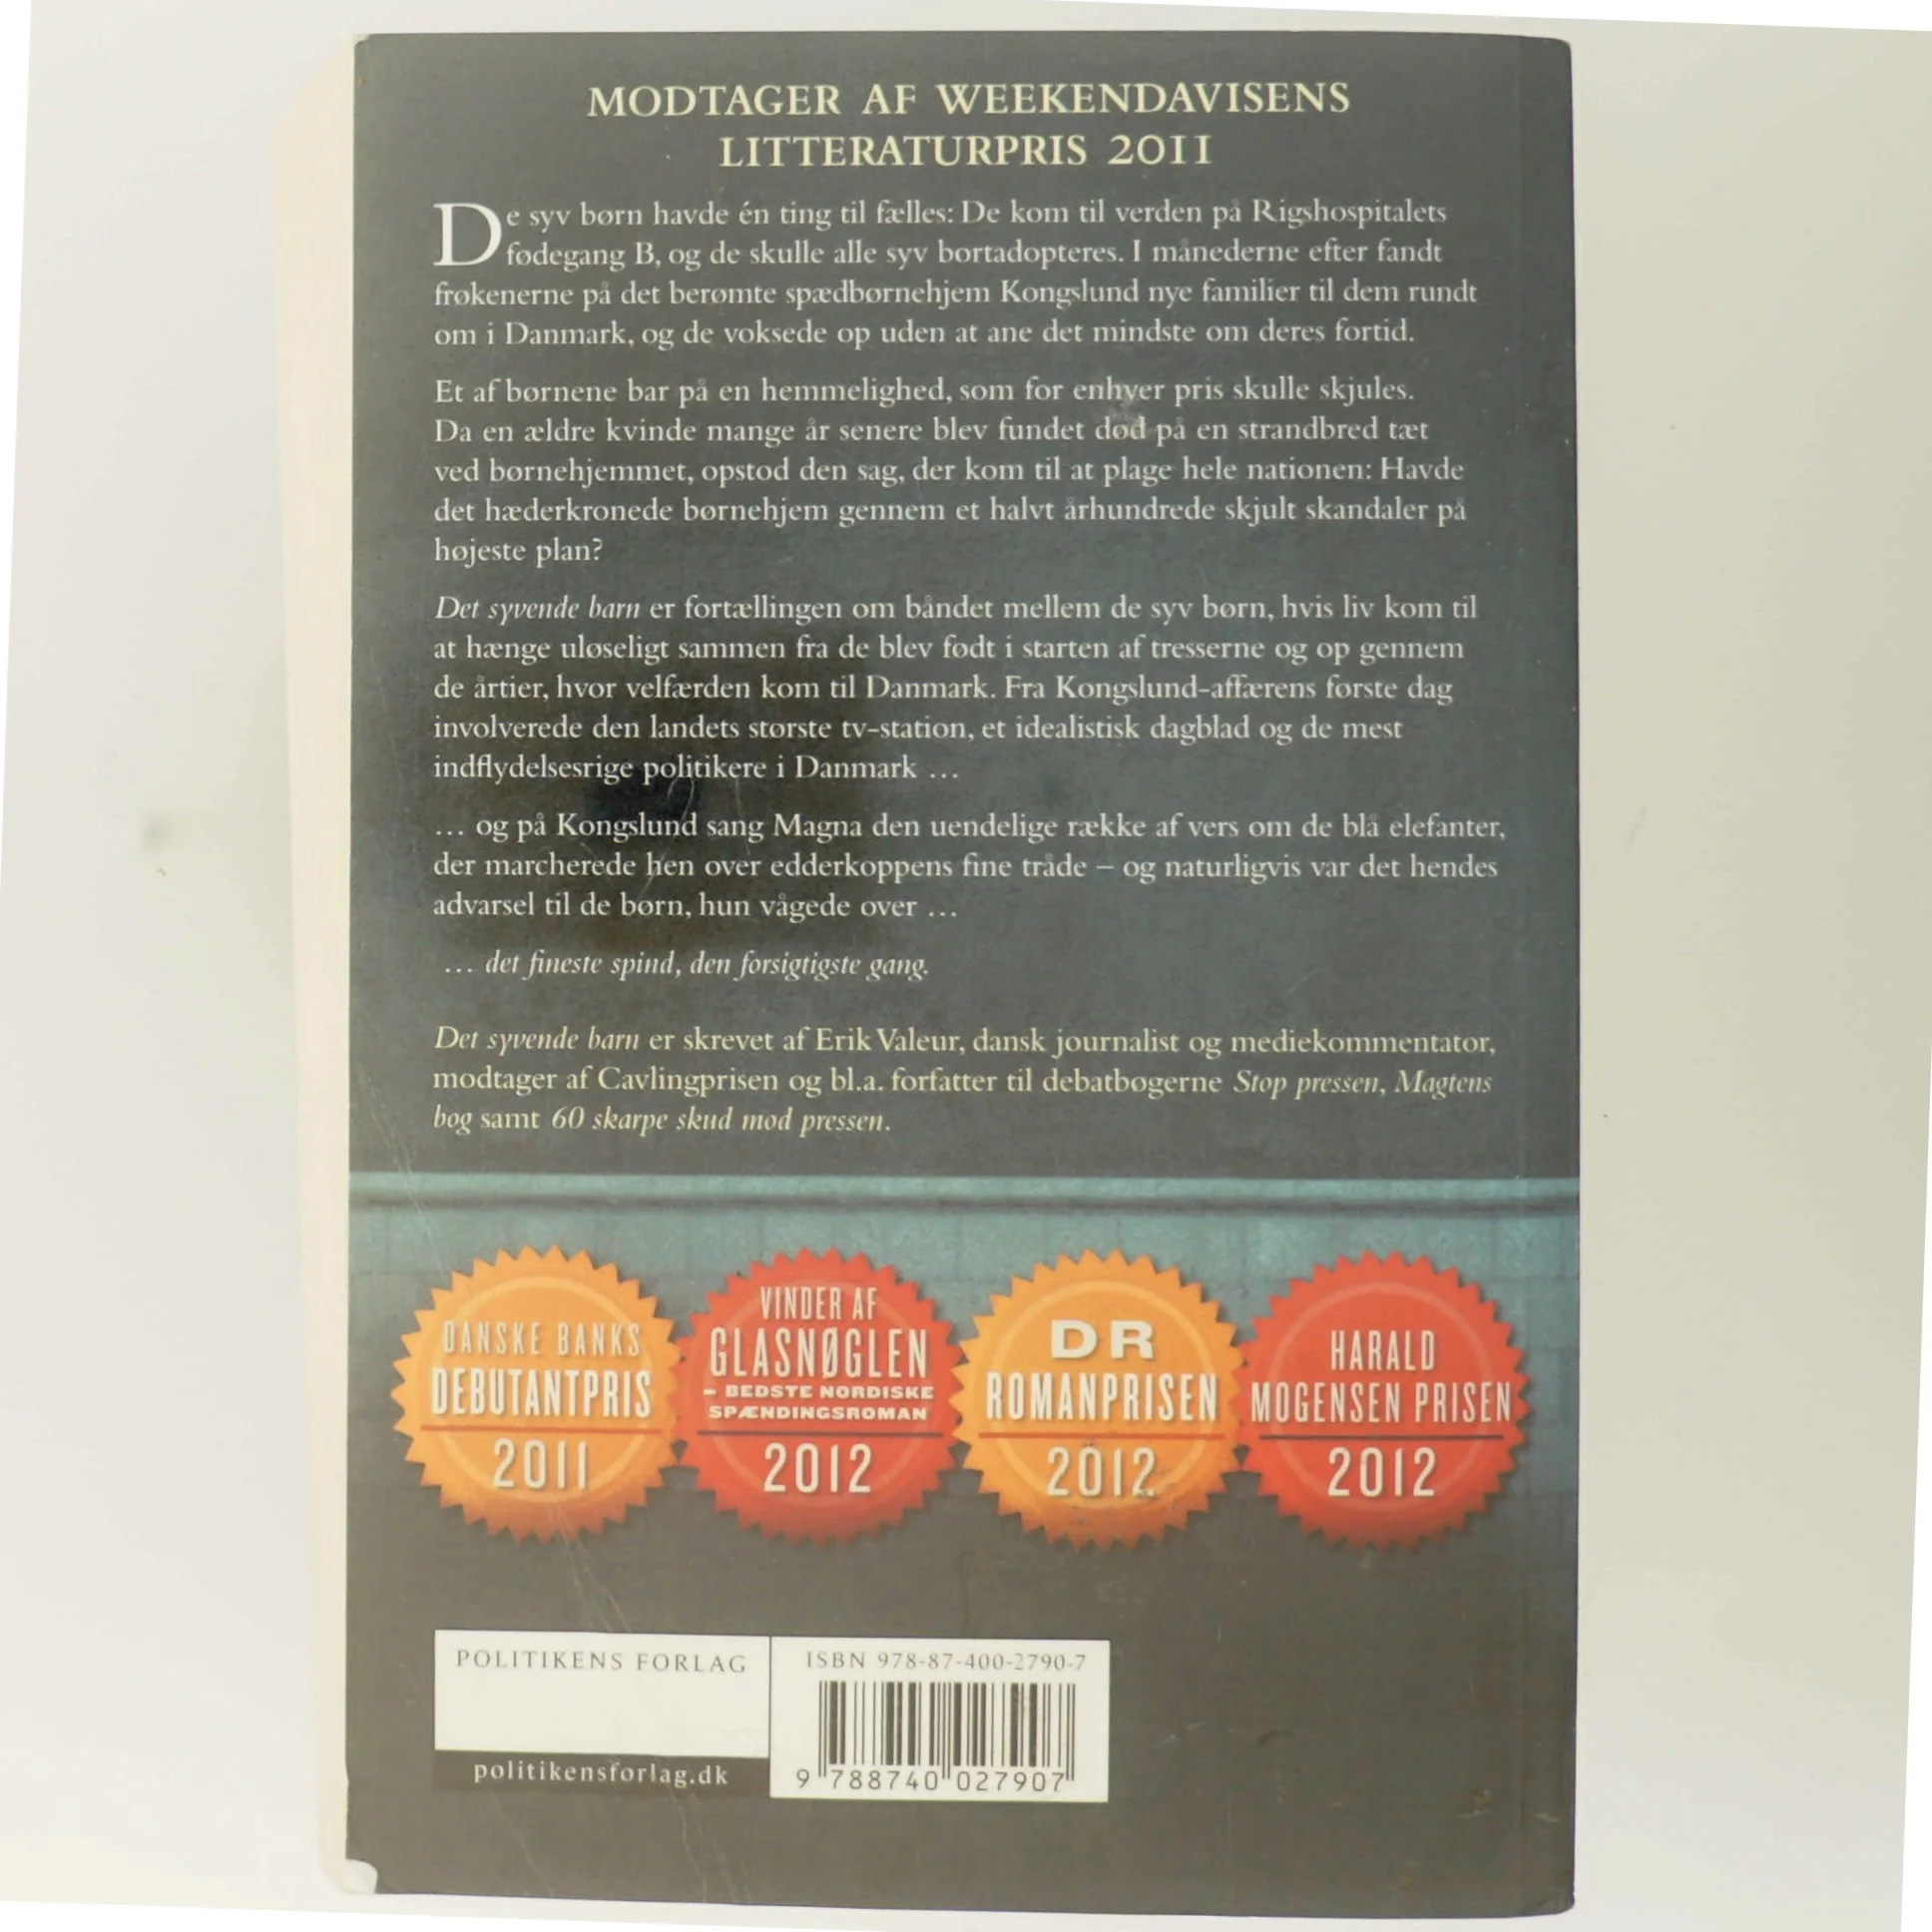 MODTAGER AF WEEKENDAVISENS
LITTERATURPRIS 2011
De syv børn havde én ting til fælles: De kom til verden på Rigshospitalets
fødegang B, og de skulle alle syv bortadopteres. I månederne efter fandt
frøkenerne på det berømte spædbørnehjem Kongslund nye familier til dem rundt
om i Danmark, og de voksede op uden at ane det mindste om deres fortid.
Et af børnene bar på en hemmelighed, som for enhver pris skulle skjules.
Da en ældre kvinde mange år senere blev fundet død på en strandbred tæt
ved børnehjemmet, opstod den sag, der kom til at plage hele nationen: Havde
det hæderkronede børnehjem gennem et halvt århundrede skjult skandaler på
højeste plan?
Det syvende barn er fortællingen om båndet mellem de syv børn, hvis liv kom til
at hænge uløseligt sammen fra de blev født i starten af tresserne og op gennem
de årtier, hvor velfærden kom til Danmark. Fra Kongslund-affærens første dag
involverede den landets største tv-station, et idealistisk dagblad og de mest
indflydelsesrige politikere i Danmark …
… og på Kongslund sang Magna den uendelige række af vers om de blå elefanter,
der marcherede hen over edderkoppens fine tråde – og naturligvis var det hendes
advarsel til de børn, hun vågede over …
… det fineste spind, den forsigtigste gang.
Det syvende barn er skrevet af Erik Valeur, dansk journalist og mediekommentator,
modtager af Cavlingprisen og bl.a. forfatter til debatbøgerne Stop pressen, Magtens
bog samt 60 skarpe skud mod pressen.
DANSKE BANKS
DEBUTANTPRIS
2011
VINDER AF
GLASNØGLEN
– BEDSTE NORDISKE
SPÆNDINGSROMAN
2012
DR
ROMANPRISEN
2012
HARALD
MOGENSEN PRISEN
2012
POLITIKENS FORLAG
politikensforlag.dk
ISBN 978-87-400-2790-7
9 788740 027907